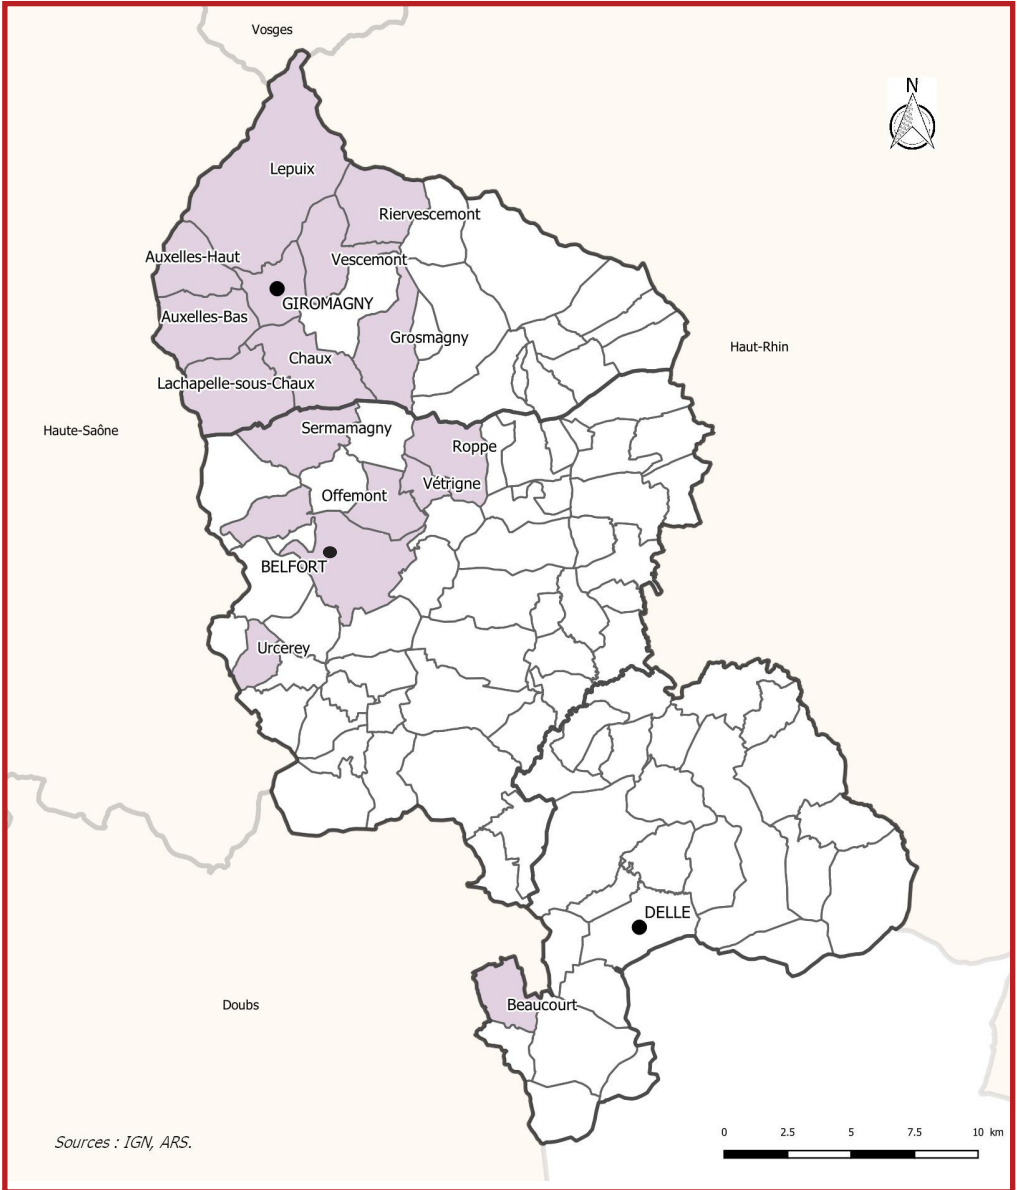 Vosges
N
Lepuix
Riervescemont
Auxelles-Haut
Vescemont
GIROMAGNY
Auxelles-Bas
Grosmagny
Haut-Rhin
Chaux
Lachapelle-sous-Chaux
Sermamagny
Haute-Saône
Roppe
Vétrigne
Offemont
BELFORT
Urcerey
DELLE
Doubs
Beaucourt
Sources : IGN, ARS.
0 2.5 5 7.5 10 km